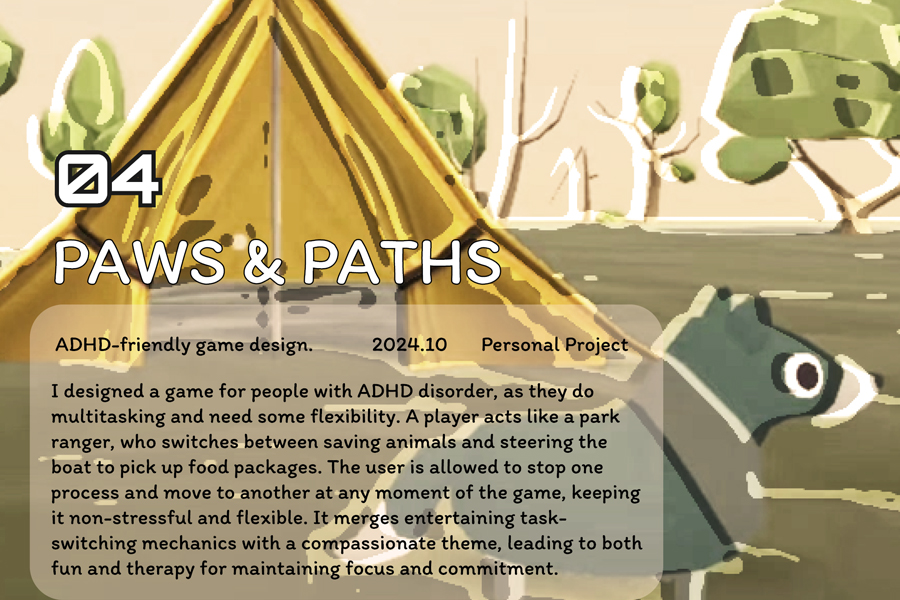 04
PAWS & PATHS
ADHD-friendly game design. 2024.10 Personal Project
I designed a game for people with ADHD disorder, as they do
multitasking and need some flexibility. A player acts like a park
ranger, who switches between saving animals and steering the
boat to pick up food packages. The user is allowed to stop one
process and move to another at any moment of the game, keeping
it non-stressful and flexible. It merges entertaining task-
switching mechanics with a compassionate theme, leading to both
fun and therapy for maintaining focus and commitment.